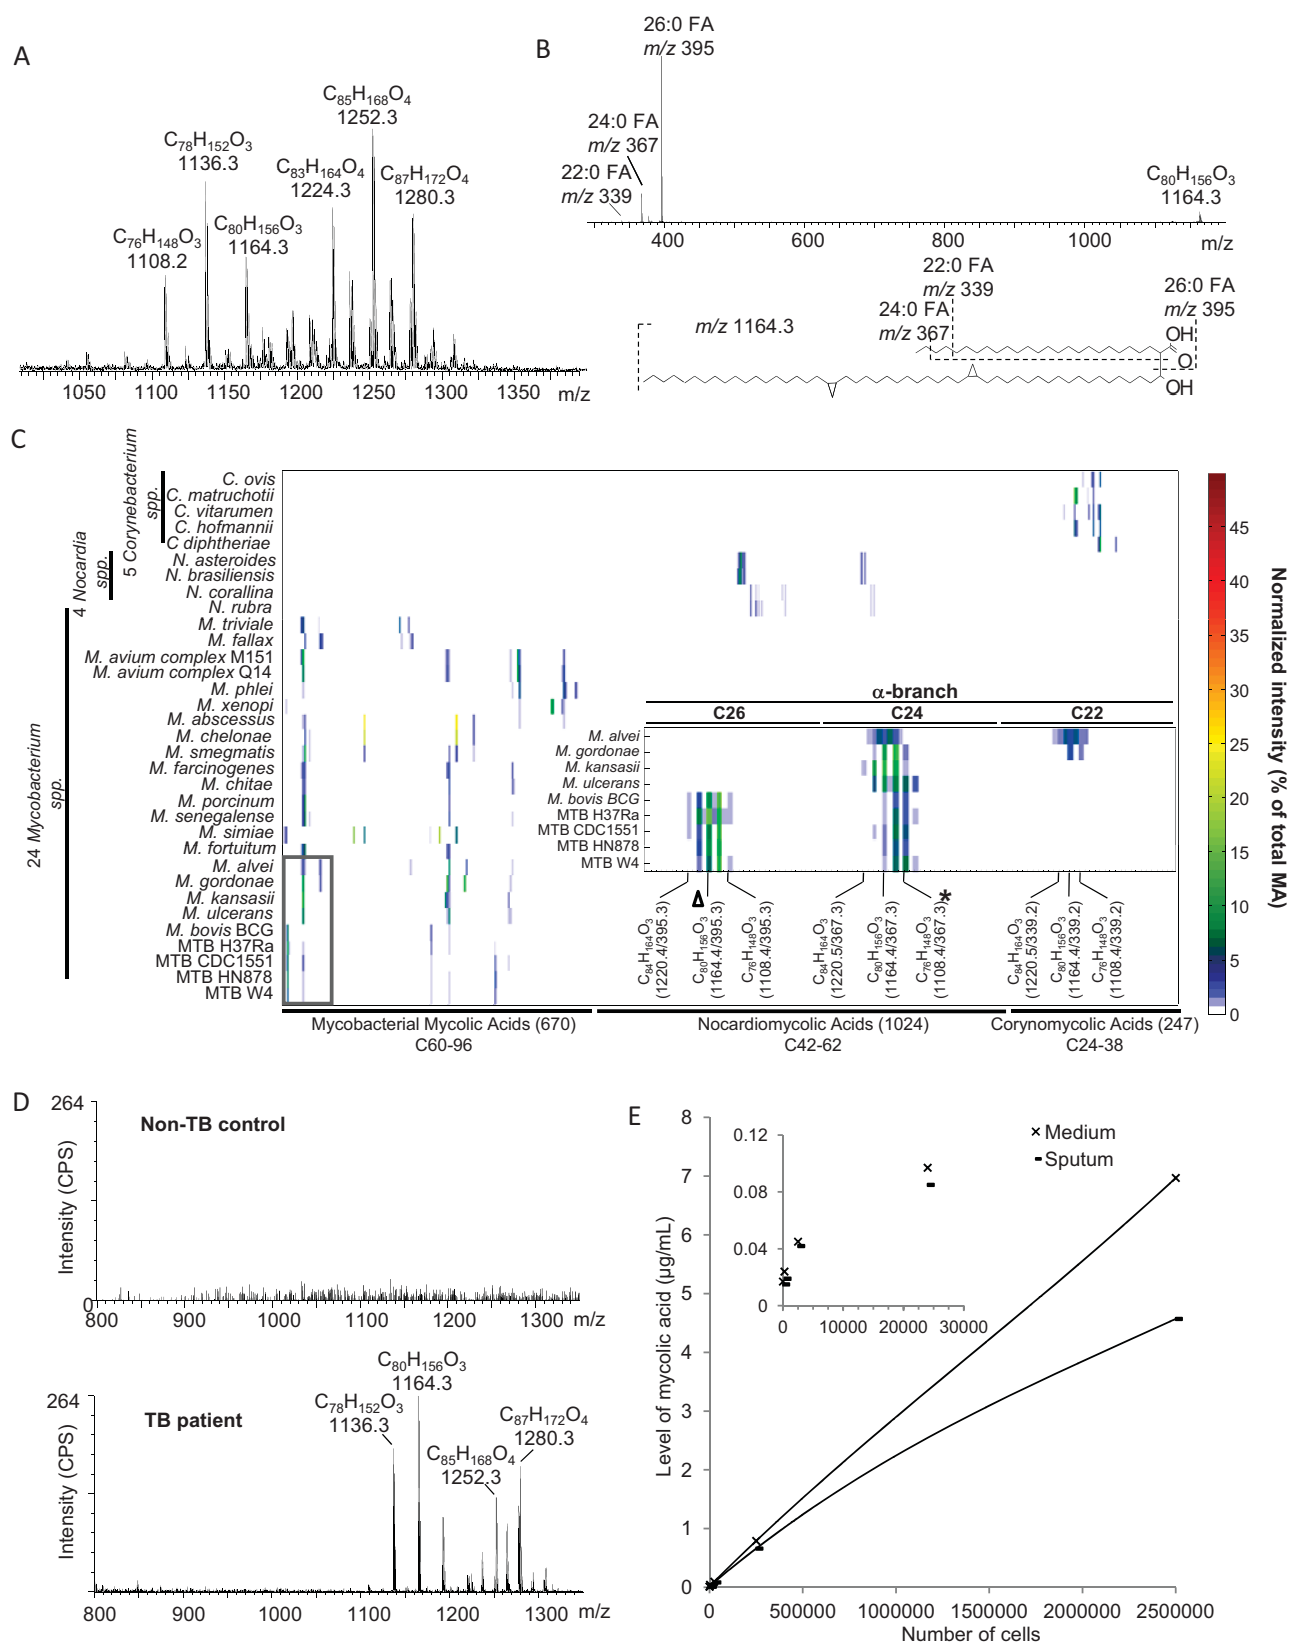 A
C85H168O4
1252.3
C78H152O3
1136.3
C83H164O4
1224.3
C87H172O4
1280.3
C80H156O3
1164.3
C76H148O3
1108.2
1050 1100 1150 1200 1250 1300 1350 m/z
B
26:0 FA
m/z 395
24:0 FA
m/z 367
22:0 FA
m/z 339
C80H156O3
1164.3
400 600 800 1000 m/z
22:0 FA
m/z 339
26:0 FA
m/z 395
24:0 FA
m/z 367
m/z 1164.3
OH
O
OH
C
5 Corynebacterium
spp.
4 Nocardia
spp.
24 Mycobacterium
spp.
C. ovis
C. matruchotii
C. vitarumen
C. hofmannii
C diphtheriae
N. asteroides
N. brasiliensis
N. corallina
N. rubra
M. triviale
M. fallax
M. avium complex M151
M. avium complex Q14
M. phlei
M. xenopi
M. abscessus
M. chelonae
M. smegmatis
M. farcinogenes
M. chitae
M. porcinum
M. senegalense
M. simiae
M. fortuitum
M. alvei
M. gordonae
M. kansasii
M. ulcerans
M. bovis BCG
MTB H37Ra
MTB CDC1551
MTB HN878
MTB W4
α-branch
C26 C24 C22
M. alvei
M. gordonae
M. kansasii
M. ulcerans
M. bovis BCG
MTB H37Ra
MTB CDC1551
MTB HN878
MTB W4
Δ
*
C84H164O3
(1220.4/395.3)
C80H156O3
(1164.4/395.3)
C76H148O3
(1108.4/395.3)
C84H164O3
(1220.5/367.3)
C80H156O3
(1164.4/367.3)
C76H148O3
(1108.4/367.3)
C84H164O3
(1220.5/339.2)
C80H156O3
(1164.4/339.2)
C76H148O3
(1108.4/339.2)
Mycobacterial Mycolic Acids (670)
C60-96
Nocardiomycolic Acids (1024)
C42-62
Corynomycolic Acids (247)
C24-38
45
40
35
30
25
20
15
10
5
0
Normalized intensity (% of total MA)
D
264
Non-TB control
Intensity (CPS)
0
800 900 1000 1100 1200 1300 m/z
264
TB patient
Intensity (CPS)
C80H156O3
1164.3
C78H152O3
1136.3
C87H172O4
1280.3
C85H168O4
1252.3
800 900 1000 1100 1200 1300 m/z
E
8
7
6
5
4
3
2
1
0
Level of mycolic acid (µg/mL)
0.12
0.08
0.04
0
0 10000 20000 30000
Medium
Sputum
0 500000 1000000 1500000 2000000 2500000
Number of cells